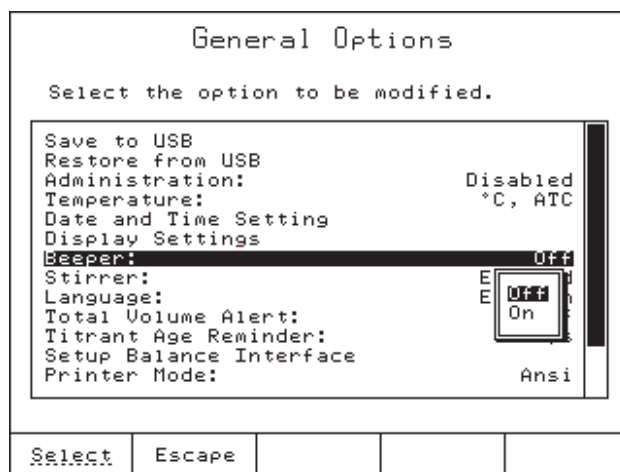 General Options
Select the option to be modified.
Save to USB
Restore from USB
Administration: Disabled
Temperature: °C, ATC
Date and Time Setting
Display Settings
Beeper: Off
Stirrer:
Language:
Off
On
Total Volume Alert:
Titrant Age Reminder:
Setup Balance Interface
Printer Mode: Ansi
Select Escape